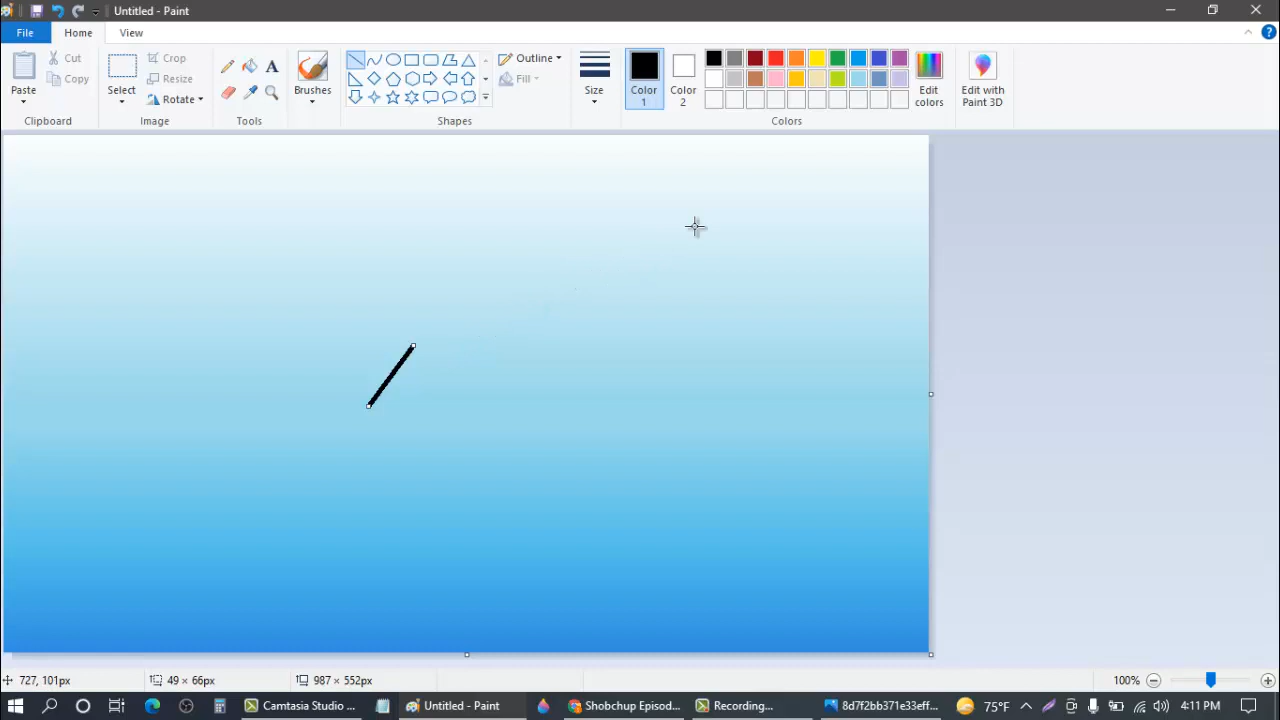 Untitled - Paint
File
Home
View
Paste
Cut
Copy
Clipboard
Select
Crop
Resize
Rotate
Image
A
Tools
Brushes
Outline
Fill
Shapes
Size
Color 1
Color 2
Edit colors
Colors
Edit with Paint 3D
727, 101px
49 × 66px
987 × 552px
100%
Camtasia Studio ...
Untitled - Paint
Shobchup Episod...
Recording...
8d7f2bb371e33eff...
75°F
4:11 PM